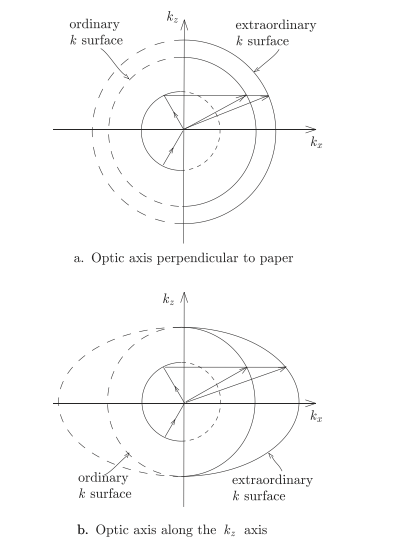 k_z
ordinary
k surface
extraordinary
k surface
k_x
a. Optic axis perpendicular to paper
k_z
k_x
ordinary
k surface
extraordinary
k surface
b. Optic axis along the k_z axis